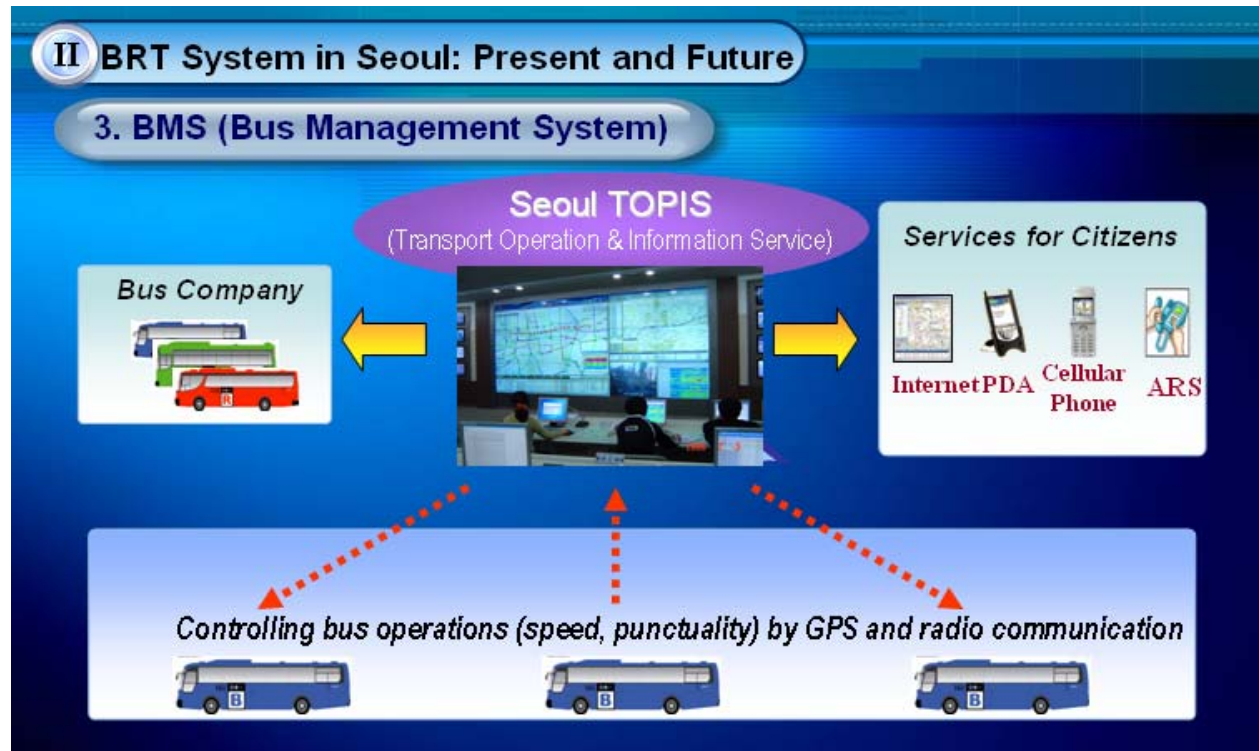 II BRT System in Seoul: Present and Future
3. BMS (Bus Management System)
Seoul TOPIS
(Transport Operation & Information Service)
Bus Company
R
Services for Citizens
Internet PDA Cellular Phone ARS
Controlling bus operations (speed, punctuality) by GPS and radio communication
B B B